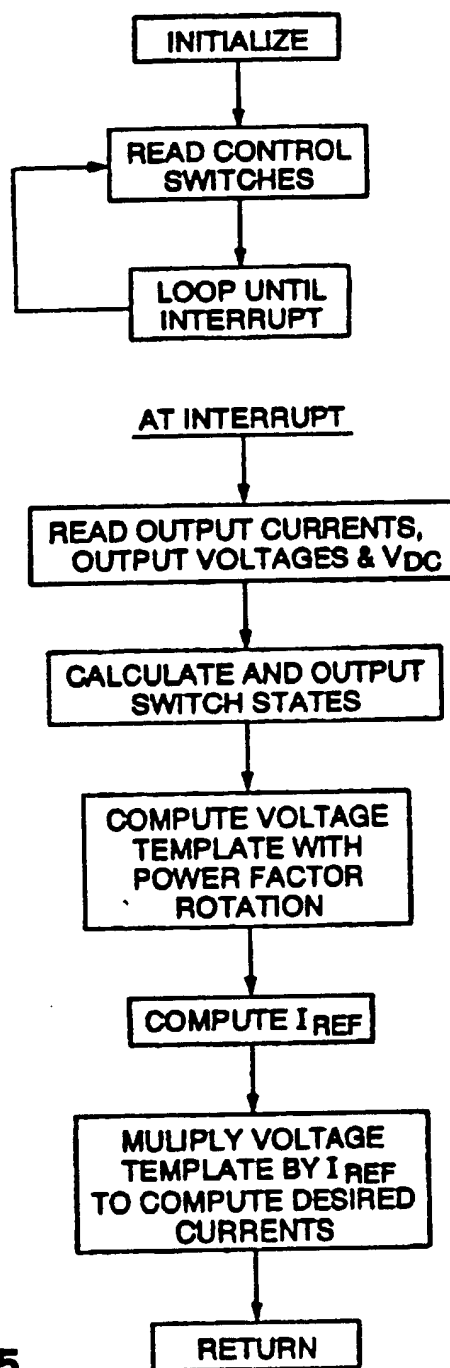 INITIALIZE
READ CONTROL
SWITCHES
LOOP UNTIL
INTERRUPT
AT INTERRUPT
READ OUTPUT CURRENTS,
OUTPUT VOLTAGES & VDC
CALCULATE AND OUTPUT
SWITCH STATES
COMPUTE VOLTAGE
TEMPLATE WITH
POWER FACTOR
ROTATION
COMPUTE IREF
MULIPLY VOLTAGE
TEMPLATE BY IREF
TO COMPUTE DESIRED
CURRENTS
RETURN
5